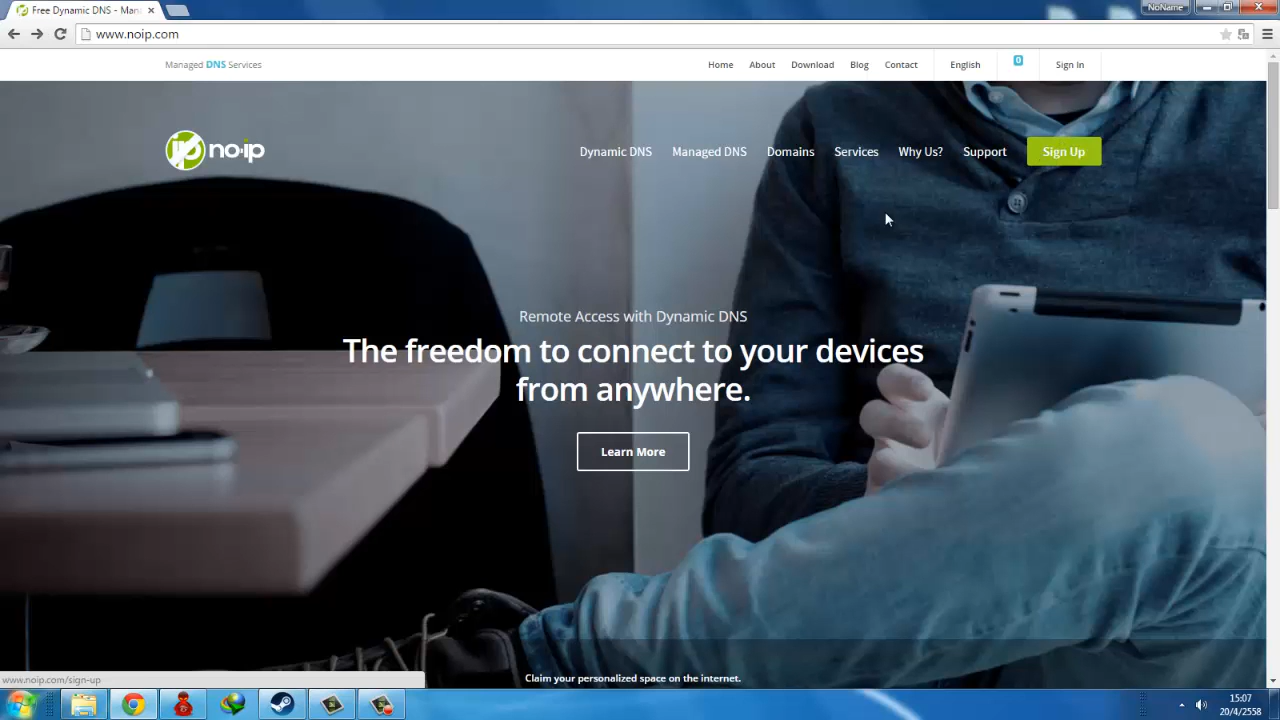 Free Dynamic DNS - Man
NoName
www.noip.com
Managed DNS Services
Home
About
Download
Blog
Contact
English
0
Sign In
no-ip
Dynamic DNS
Managed DNS
Domains
Services
Why Us?
Support
Sign Up
Remote Access with Dynamic DNS
The freedom to connect to your devices
from anywhere.
Learn More
Claim your personalized space on the internet.
www.noip.com/sign-up
15:07
20/4/2558